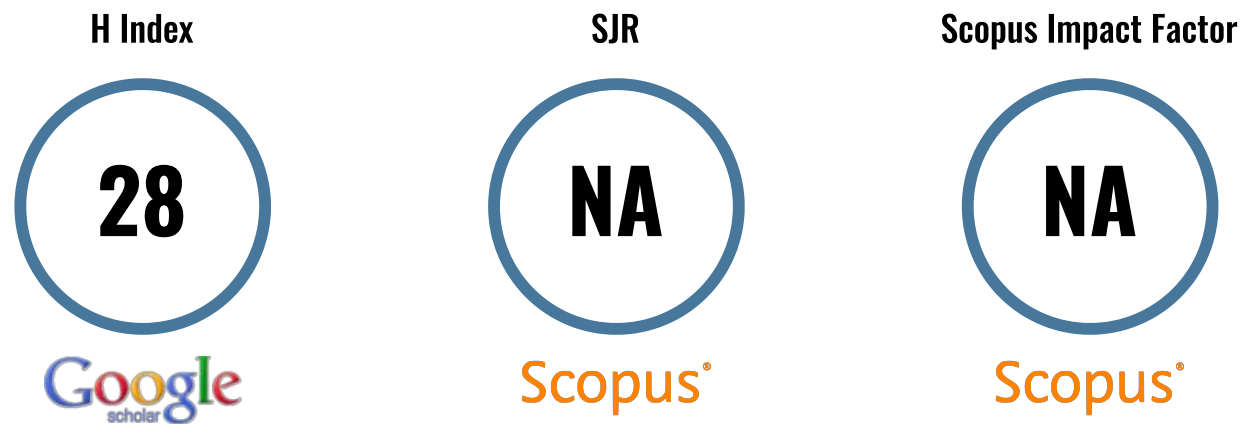 H Index
SJR
Scopus Impact Factor
28
NA
NA
Google
scholar
Scopus®
Scopus®